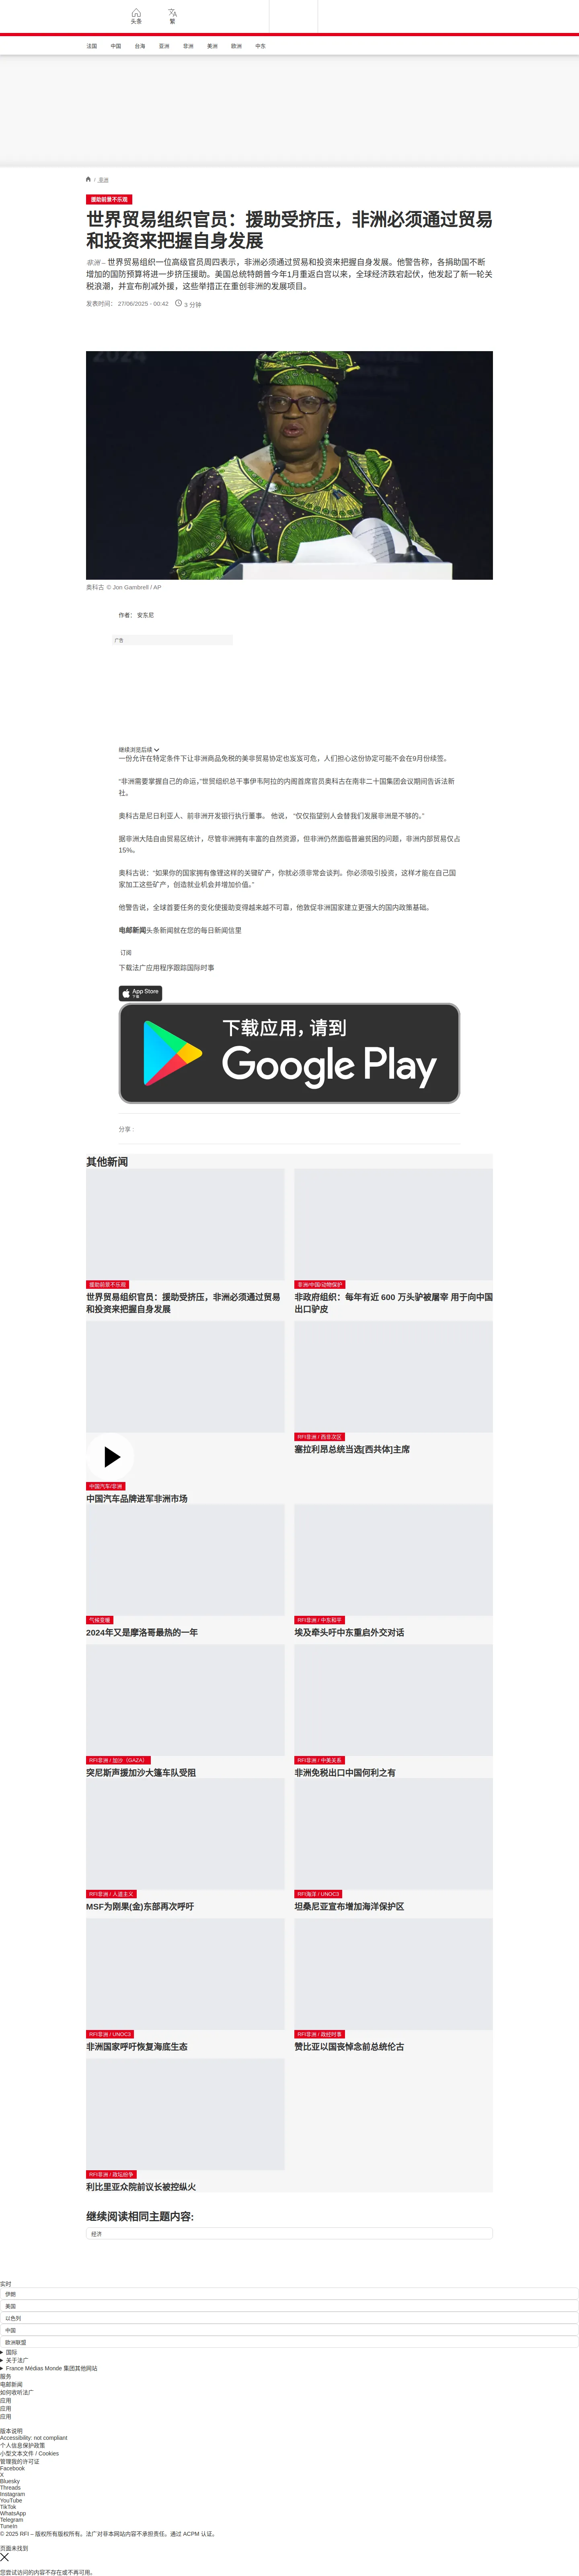 头条
繁
法国 中国 台海 亚洲 非洲 美洲 欧洲 中东
/ 非洲
援助前景不乐观
世界贸易组织官员：援助受挤压，非洲必须通过贸易
和投资来把握自身发展
非洲 – 世界贸易组织一位高级官员周四表示，非洲必须通过贸易和投资来把握自身发展。他警告称，各捐助国不断
增加的国防预算将进一步挤压援助。美国总统特朗普今年1月重返白宫以来，全球经济跌宕起伏，他发起了新一轮关
税浪潮，并宣布削减外援，这些举措正在重创非洲的发展项目。
发表时间： 27/06/2025 - 00:42 3 分钟
2024
奥科古 © Jon Gambrell / AP
作者： 安东尼
广告
继续浏览后续
一份允许在特定条件下让非洲商品免税的美非贸易协定也岌岌可危，人们担心这份协定可能不会在9月份续签。
“非洲需要掌握自己的命运，”世贸组织总干事伊韦阿拉的内阁首席官员奥科古在南非二十国集团会议期间告诉法新
社。
奥科古是尼日利亚人、前非洲开发银行执行董事。 他说， “仅仅指望别人会替我们发展非洲是不够的。”
据非洲大陆自由贸易区统计，尽管非洲拥有丰富的自然资源，但非洲仍然面临普遍贫困的问题，非洲内部贸易仅占
15%。
奥科古说：“如果你的国家拥有像锂这样的关键矿产，你就必须非常会谈判。你必须吸引投资，这样才能在自己国
家加工这些矿产，创造就业机会并增加价值。”
他警告说，全球首要任务的变化使援助变得越来越不可靠，他敦促非洲国家建立更强大的国内政策基础。
电邮新闻头条新闻就在您的每日新闻信里
订阅
下载法广应用程序跟踪国际时事
App Store
下载
下载应用，请到
Google Play
分享 :
其他新闻
援助前景不乐观
世界贸易组织官员：援助受挤压，非洲必须通过贸易
和投资来把握自身发展
非洲/中国/动物保护
非政府组织：每年有近 600 万头驴被屠宰 用于向中国
出口驴皮
中国汽车/非洲
中国汽车品牌进军非洲市场
RFI非洲 / 西非次区
塞拉利昂总统当选[西共体]主席
气候变暖
2024年又是摩洛哥最热的一年
RFI非洲 / 中东和平
埃及牵头吁中东重启外交对话
RFI非洲 / 加沙（GAZA）
突尼斯声援加沙大篷车队受阻
RFI非洲 / 中美关系
非洲免税出口中国何利之有
RFI非洲 / 人道主义
MSF为刚果(金)东部再次呼吁
RFI海洋 / UNOC3
坦桑尼亚宣布增加海洋保护区
RFI非洲 / UNOC3
非洲国家呼吁恢复海底生态
RFI非洲 / 政经时事
赞比亚以国丧悼念前总统伦古
RFI非洲 / 政坛纷争
利比里亚众院前议长被控纵火
继续阅读相同主题内容:
经济
实时
伊朗
美国
以色列
中国
欧洲联盟
国际
关于法广
France Médias Monde 集团其他网站
服务
电邮新闻
如何收听法广
应用
应用
应用
版本说明
Accessibility: not compliant
个人信息保护政策
小型文本文件 / Cookies
管理我的许可证
Facebook
X
Bluesky
Threads
Instagram
YouTube
TikTok
WhatsApp
Telegram
TuneIn
© 2025 RFI – 版权所有版权所有。法广对非本网站内容不承担责任。通过 ACPM 认证。
页面未找到
您尝试访问的内容不存在或不再可用。